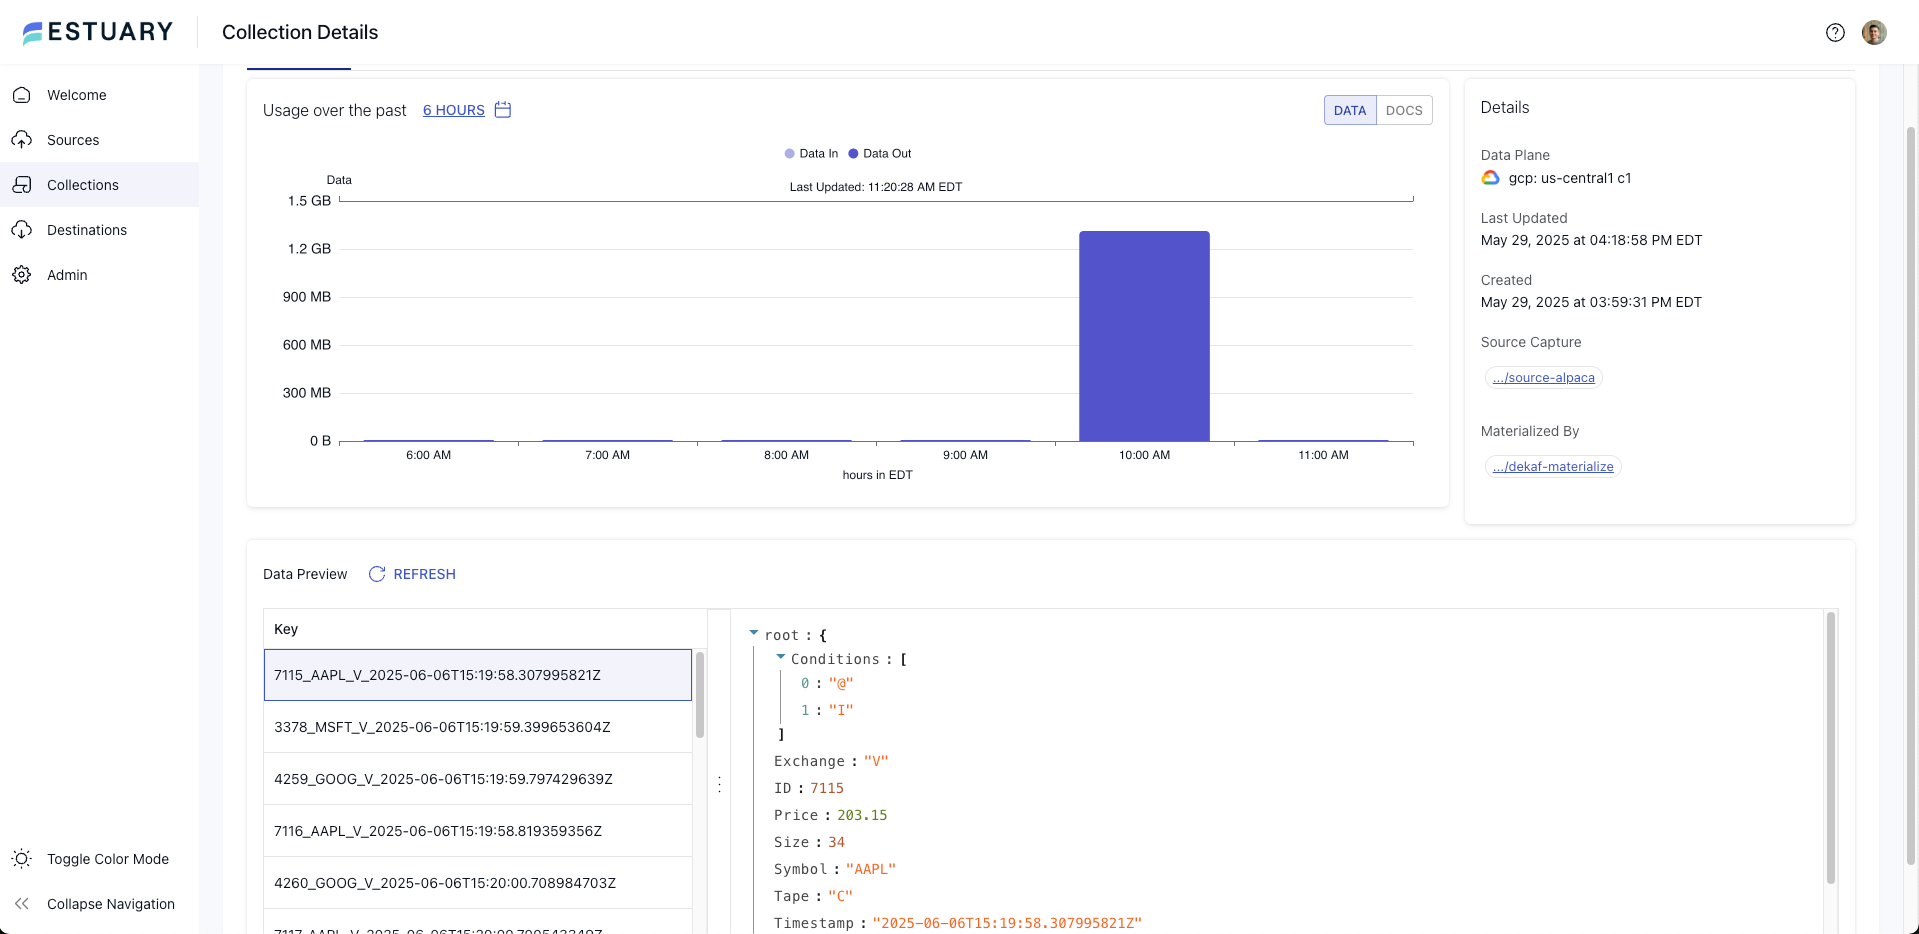 ESTUARY
Collection Details
Welcome
Sources
Collections
Destinations
Admin
Toggle Color Mode
Collapse Navigation
Usage over the past 6 HOURS
DATA DOCS
Data In Data Out
Data
Last Updated: 11:20:28 AM EDT
1.5 GB
1.2 GB
900 MB
600 MB
300 MB
0 B
6:00 AM 7:00 AM 8:00 AM 9:00 AM 10:00 AM 11:00 AM
hours in EDT
Details
Data Plane
gcp: us-central1 c1
Last Updated
May 29, 2025 at 04:18:58 PM EDT
Created
May 29, 2025 at 03:59:31 PM EDT
Source Capture
.../source-alpaca
Materialized By
.../dekaf-materialize
Data Preview REFRESH
Key
7115_AAPL_V_2025-06-06T15:19:58.307995821Z
3378_MSFT_V_2025-06-06T15:19:59.399653604Z
4259_GOOG_V_2025-06-06T15:19:59.797429639Z
7116_AAPL_V_2025-06-06T15:19:58.819359356Z
4260_GOOG_V_2025-06-06T15:20:00.708984703Z
root : {
Conditions : [
0 : "@"
1 : "I"
]
Exchange : "V"
ID : 7115
Price : 203.15
Size : 34
Symbol : "AAPL"
Tape : "C"
Timestamp : "2025-06-06T15:19:58.307995821Z"